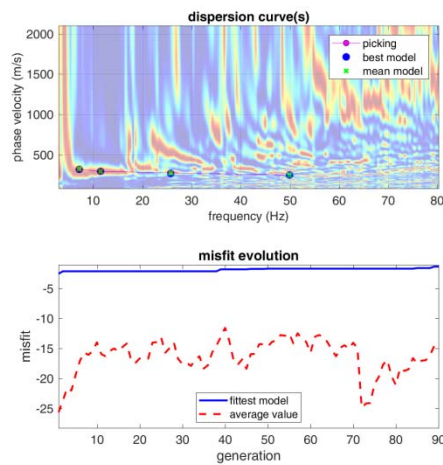 dispersion curve(s)
picking
best model
mean model
phase velocity (m/s)
2000
1500
1000
500
10 20 30 40 50 60 70 80
frequency (Hz)
misfit evolution
misfit
-5
-10
-15
-20
-25
fittest model
average value
10 20 30 40 50 60 70 80 90
generation